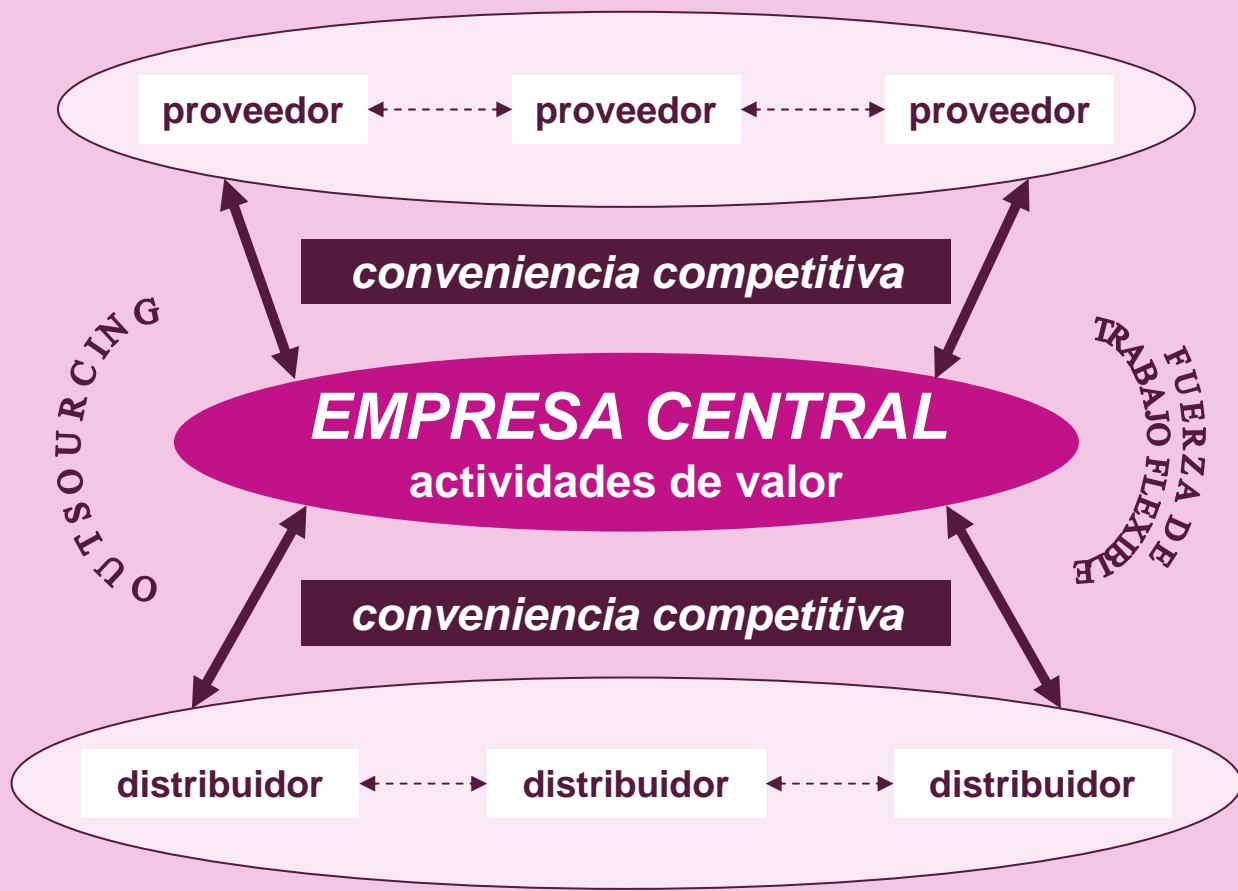 proveedor proveedor proveedor
conveniencia competitiva
OUTSOURCING
EMPRESA CENTRAL
actividades de valor
FUERZA DE
TRABAJO FLEXIBLE
conveniencia competitiva
distribuidor distribuidor distribuidor